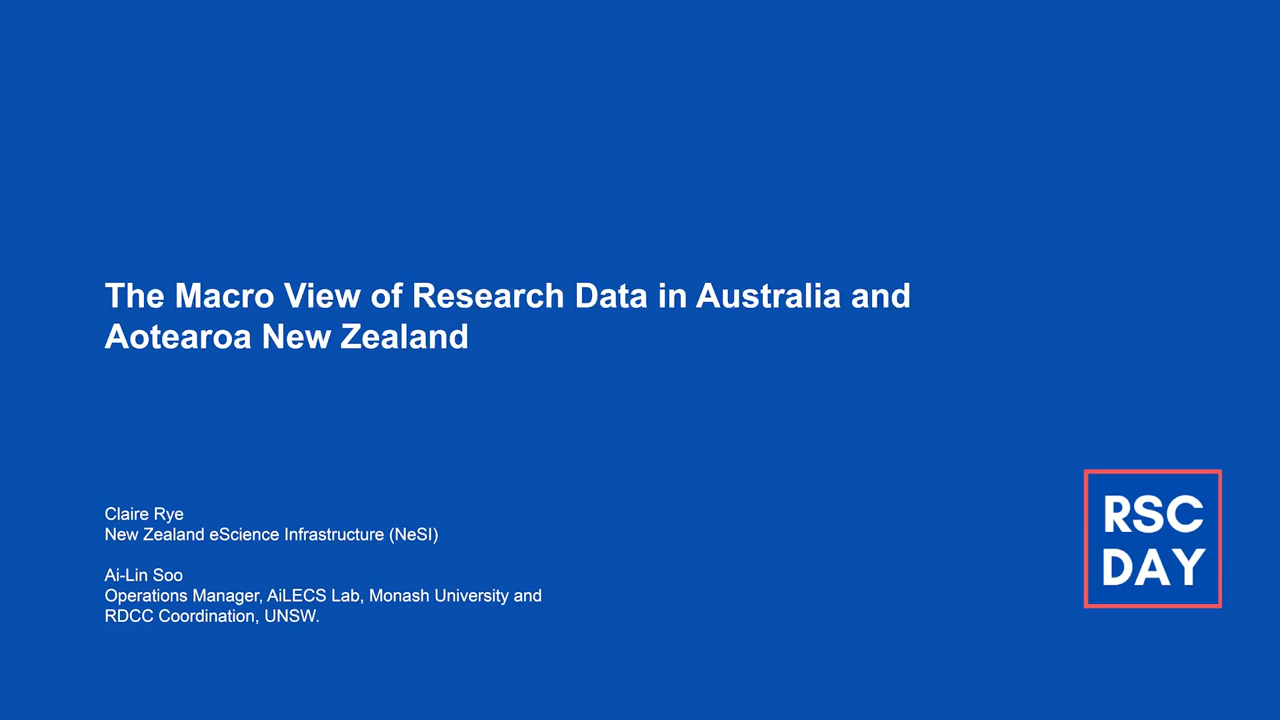 The Macro View of Research Data in Australia and
Aotearoa New Zealand
Claire Rye
New Zealand eScience Infrastructure (NeSI)
Ai-Lin Soo
Operations Manager, AiLECS Lab, Monash University and
RDCC Coordination, UNSW.
RSC
DAY